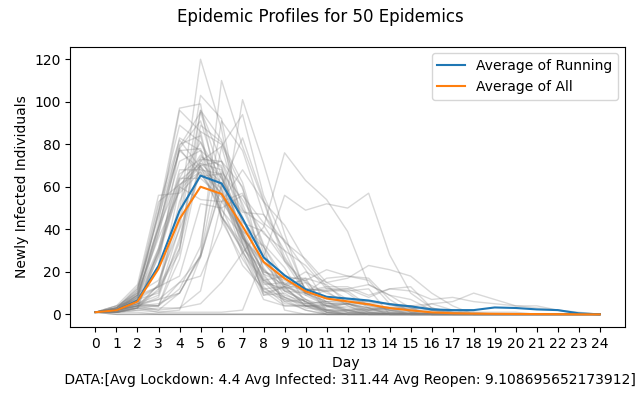 Epidemic Profiles for 50 Epidemics
Average of Running
Average of All
Newly Infected Individuals
120
100
80
60
40
20
0
0 1 2 3 4 5 6 7 8 9 10 11 12 13 14 15 16 17 18 19 20 21 22 23 24
Day
DATA:[Avg Lockdown: 4.4 Avg Infected: 311.44 Avg Reopen: 9.108695652173912]